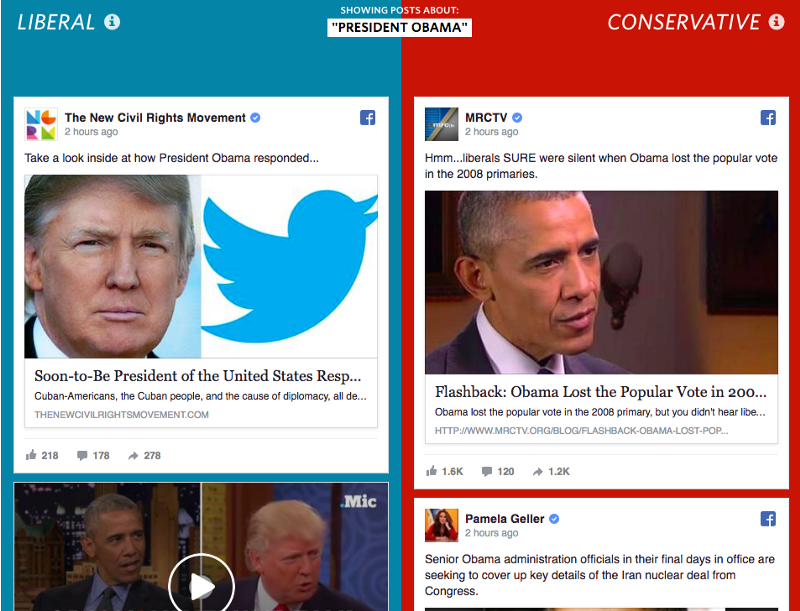 LIBERAL
SHOWING POSTS ABOUT:
"PRESIDENT OBAMA"
CONSERVATIVE
The New Civil Rights Movement
2 hours ago
Take a look inside at how President Obama responded...
Soon-to-Be President of the United States Resp...
Cuban-Americans, the Cuban people, and the cause of diplomacy, all de...
THENEWCIVILRIGHTSMOVEMENT.COM
218 178 278
.Mic
MRCTV
2 hours ago
Hmm...liberals SURE were silent when Obama lost the popular vote
in the 2008 primaries.
Flashback: Obama Lost the Popular Vote in 200...
Obama lost the popular vote in the 2008 primary, but you didn't hear libe...
HTTP://WWW.MRCTV.ORG/BLOG/FLASHBACK-OBAMA-LOST-POP...
1.6K 120 1.2K
Pamela Geller
2 hours ago
Senior Obama administration officials in their final days in office are
seeking to cover up key details of the Iran nuclear deal from
Congress.